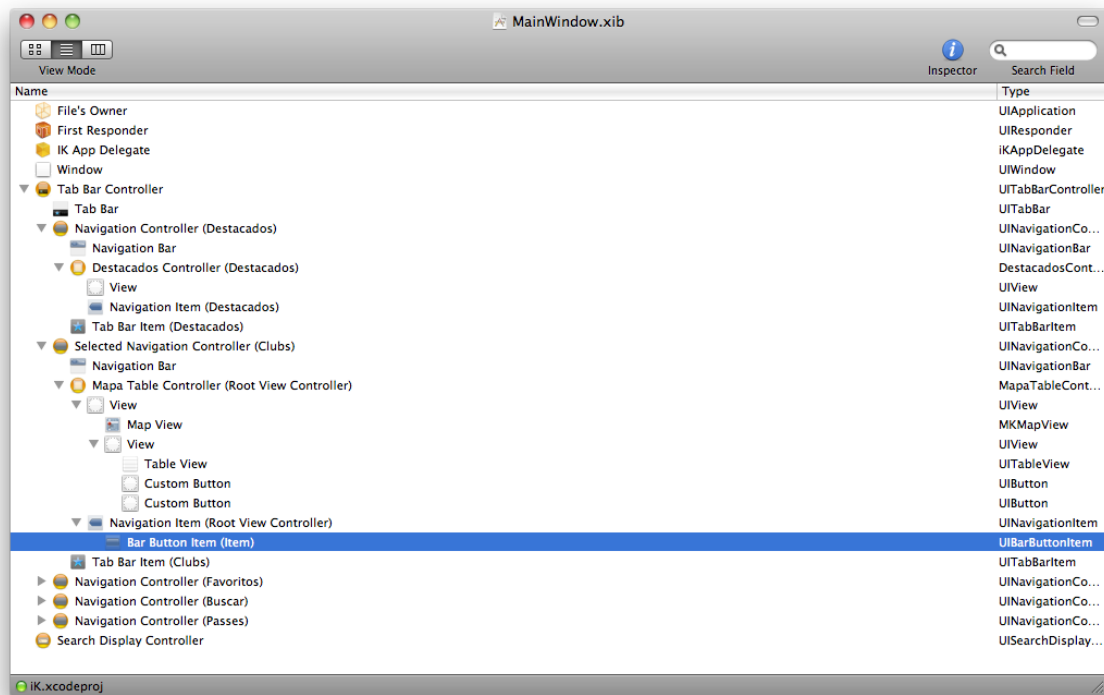 MainWindow.xib
View Mode
Inspector
Search Field
Name Type
File's Owner UIApplication
First Responder UIResponder
IK App Delegate iKAppDelegate
Window UIWindow
Tab Bar Controller UITabBarController
Tab Bar UITabBar
Navigation Controller (Destacados) UINavigationCo...
Navigation Bar UINavigationBar
Destacados Controller (Destacados) DestacadosCont...
View UIView
Navigation Item (Destacados) UINavigationItem
Tab Bar Item (Destacados) UITabBarItem
Selected Navigation Controller (Clubs) UINavigationCo...
Navigation Bar UINavigationBar
Mapa Table Controller (Root View Controller) MapaTableCont...
View UIView
Map View MKMapView
View UIView
Table View UITableView
Custom Button UIButton
Custom Button UIButton
Navigation Item (Root View Controller) UINavigationItem
Bar Button Item (Item) UIBarButtonItem
Tab Bar Item (Clubs) UITabBarItem
Navigation Controller (Favoritos) UINavigationCo...
Navigation Controller (Buscar) UINavigationCo...
Navigation Controller (Passes) UINavigationCo...
Search Display Controller UISearchDisplay...
iK.xcodeproj